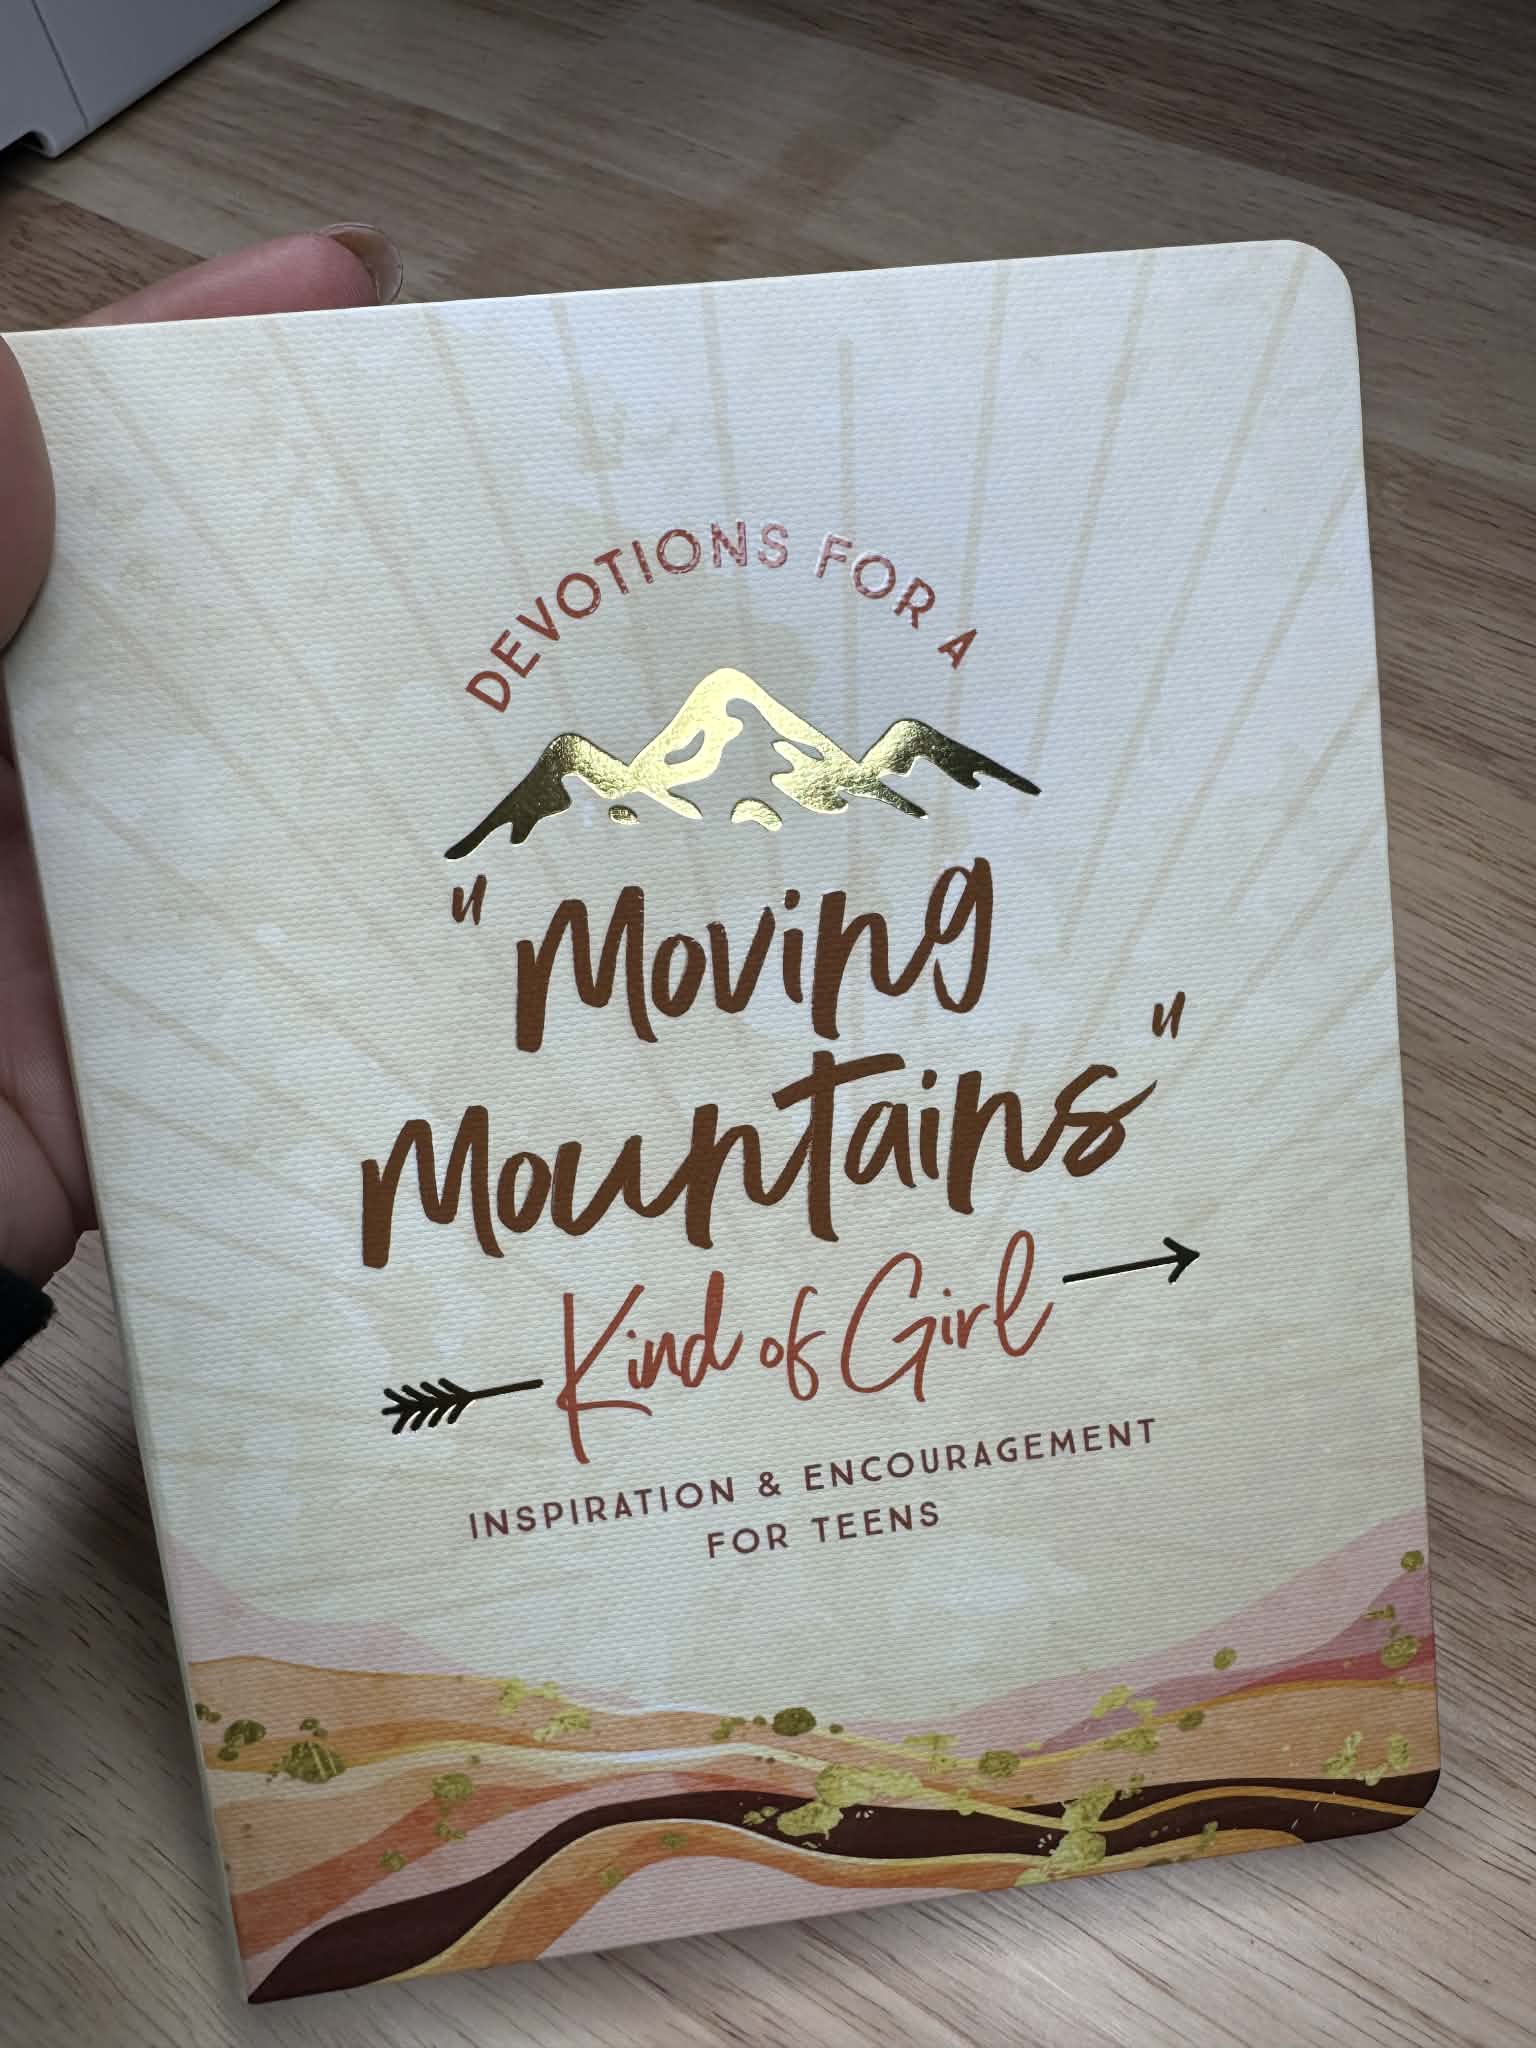 DEVOTIONS FOR A
"Moving
Mountains"
Kind of Girl
INSPIRATION & ENCOURAGEMENT
FOR TEENS